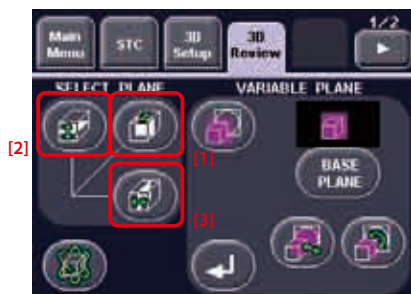 Main Menu
STC
3D Setup
3D Review
1/2
SELECT PLANE
VARIABLE PLANE
[2]
[1]
BASE PLANE
[3]